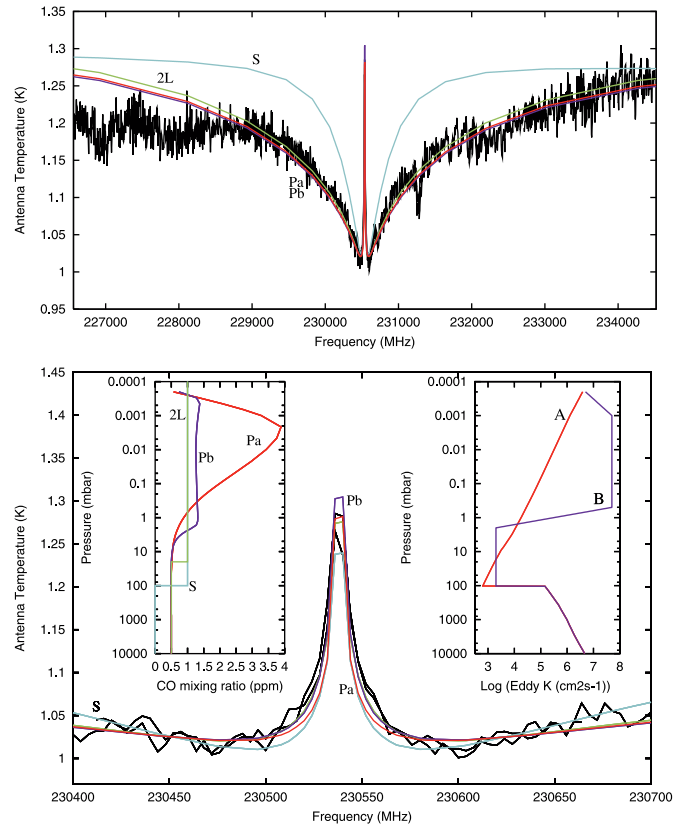 1.35
1.3
1.25
1.2
1.15
1.1
1.05
1
0.95
Antenna Temperature (K)
S
2L
Pa
Pb
227000 228000 229000 230000 231000 232000 233000 234000
Frequency (MHz)
1.45
1.4
1.35
1.3
1.25
1.2
1.15
1.1
1.05
1
Antenna Temperature (K)
0.0001
0.001
0.01
0.1
1
10
100
1000
10000
Pressure (mbar)
2L
Pa
Pb
S
0.5 1 1.5 2 2.5 3 3.5 4
CO mixing ratio (ppm)
Pb
Pa
S
0.0001
0.001
0.01
0.1
1
10
100
1000
10000
Pressure (mbar)
A
B
3 4 5 6 7 8
Log (Eddy K (cm2s-1))
230400 230450 230500 230550 230600 230650 230700
Frequency (MHz)